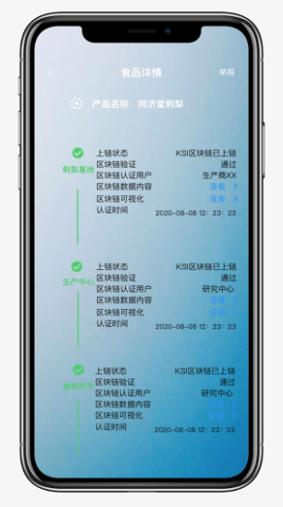 食品详情 举报
产品名称：同济堂刺梨
刺梨基地
上链状态 KSI区块链已上链
区块链验证 通过
区块链认证用户 生产商XX
区块链数据内容 查看
区块链可视化 查看
认证时间 2020-08-08 12：23：23
生产中心
上链状态 KSI区块链已上链
区块链验证 通过
区块链认证用户 研究中心
区块链数据内容 查看
区块链可视化 查看
认证时间 2020-08-08 12：23：23
销售环节
上链状态 KSI区块链已上链
区块链验证 通过
区块链认证用户 研究中心
区块链数据内容 查看
区块链可视化 查看
认证时间 2020-08-08 12：23：23